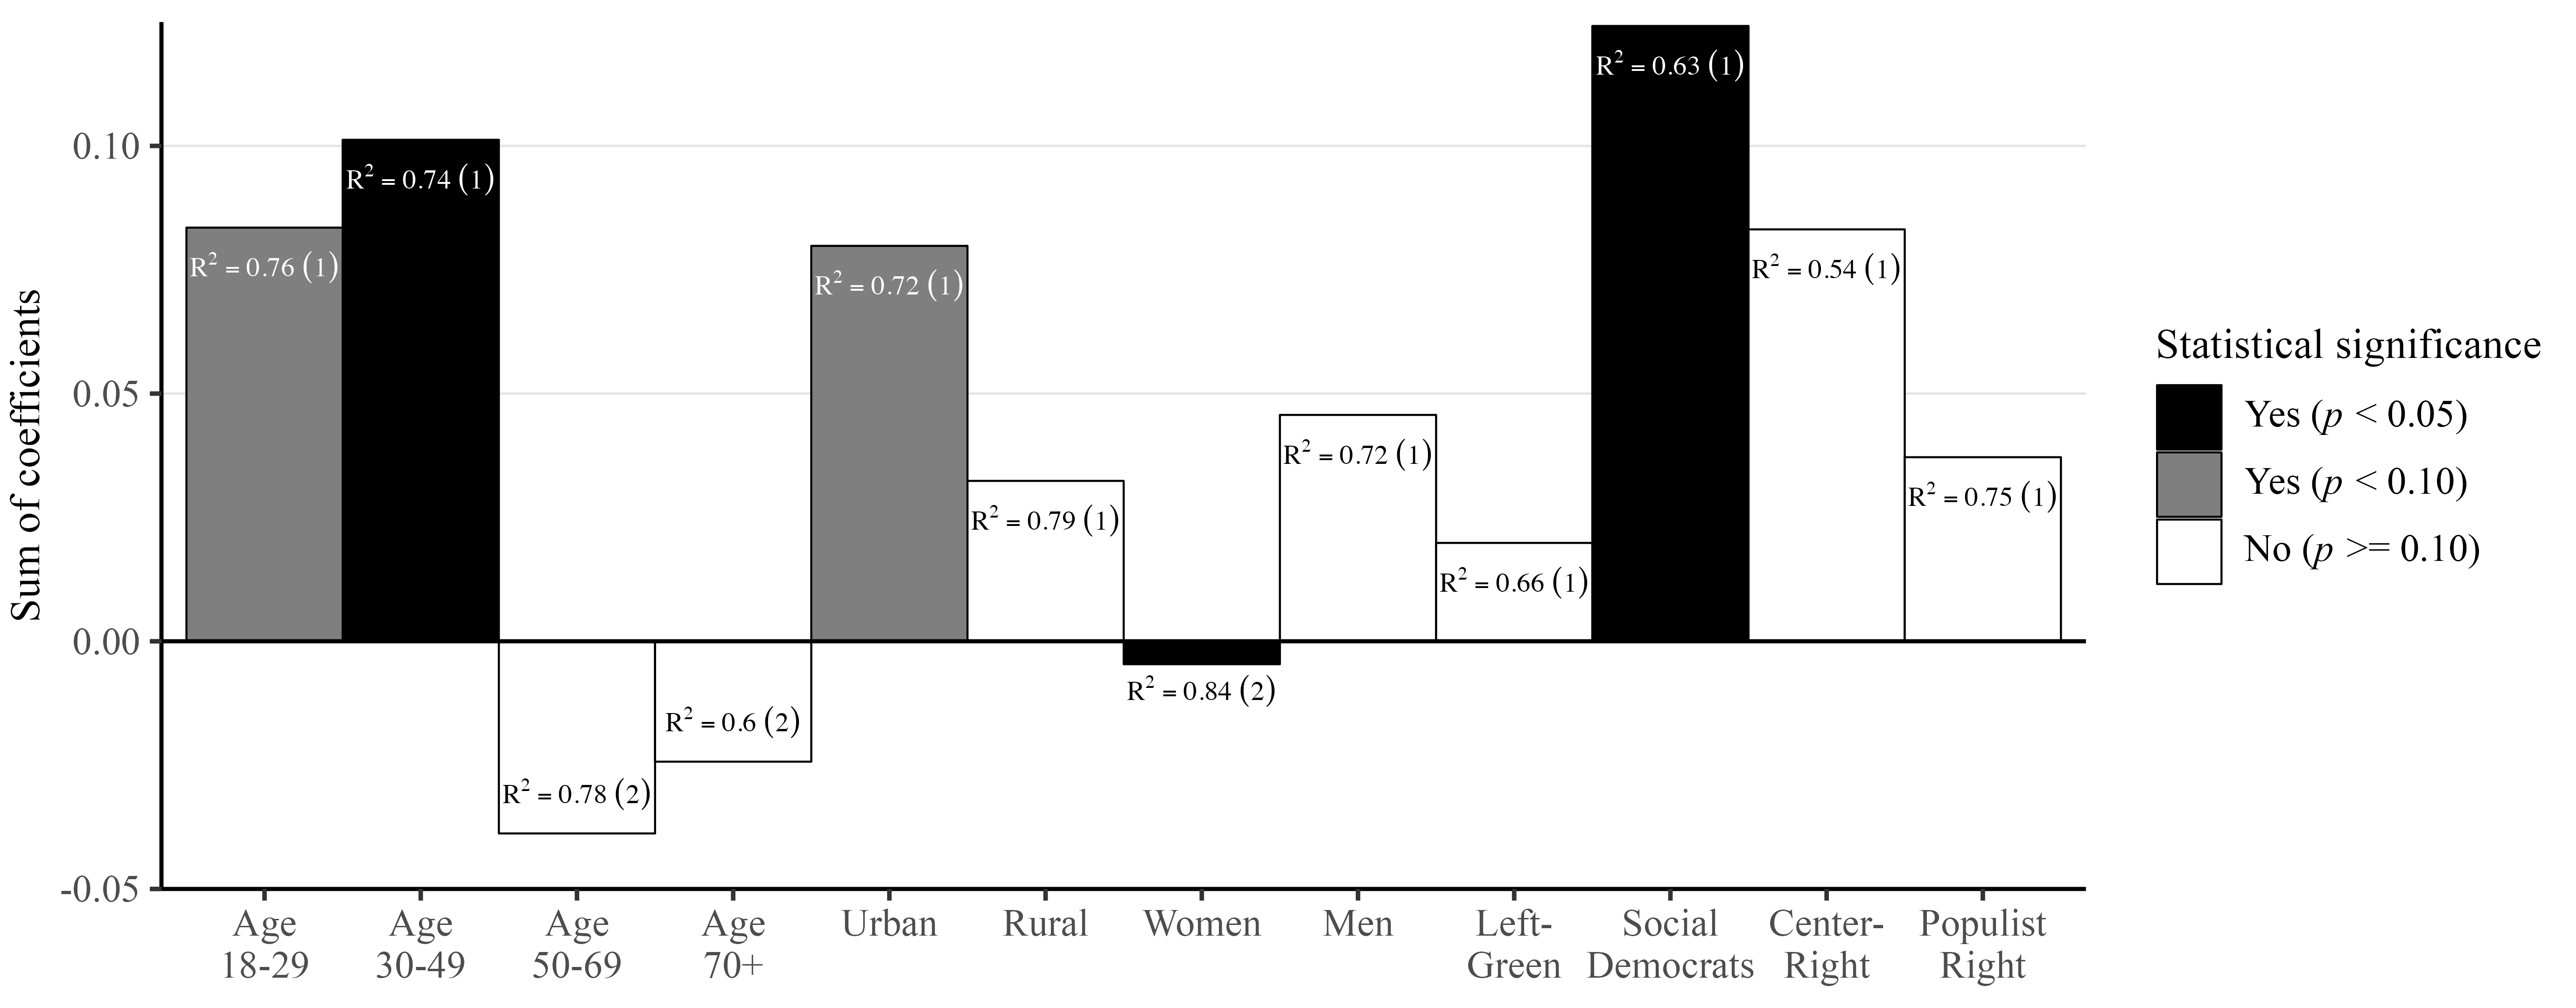 Sum of coefficients
0.10
0.05
0.00
-0.05
R² = 0.76 (1)
R² = 0.74 (1)
R² = 0.78 (2)
R² = 0.6 (2)
R² = 0.72 (1)
R² = 0.79 (1)
R² = 0.84 (2)
R² = 0.72 (1)
R² = 0.66 (1)
R² = 0.63 (1)
R² = 0.54 (1)
R² = 0.75 (1)
Age
18-29
Age
30-49
Age
50-69
Age
70+
Urban
Rural
Women
Men
Left-
Green
Social
Democrats
Center-
Right
Populist
Right
Statistical significance
Yes (p < 0.05)
Yes (p < 0.10)
No (p >= 0.10)